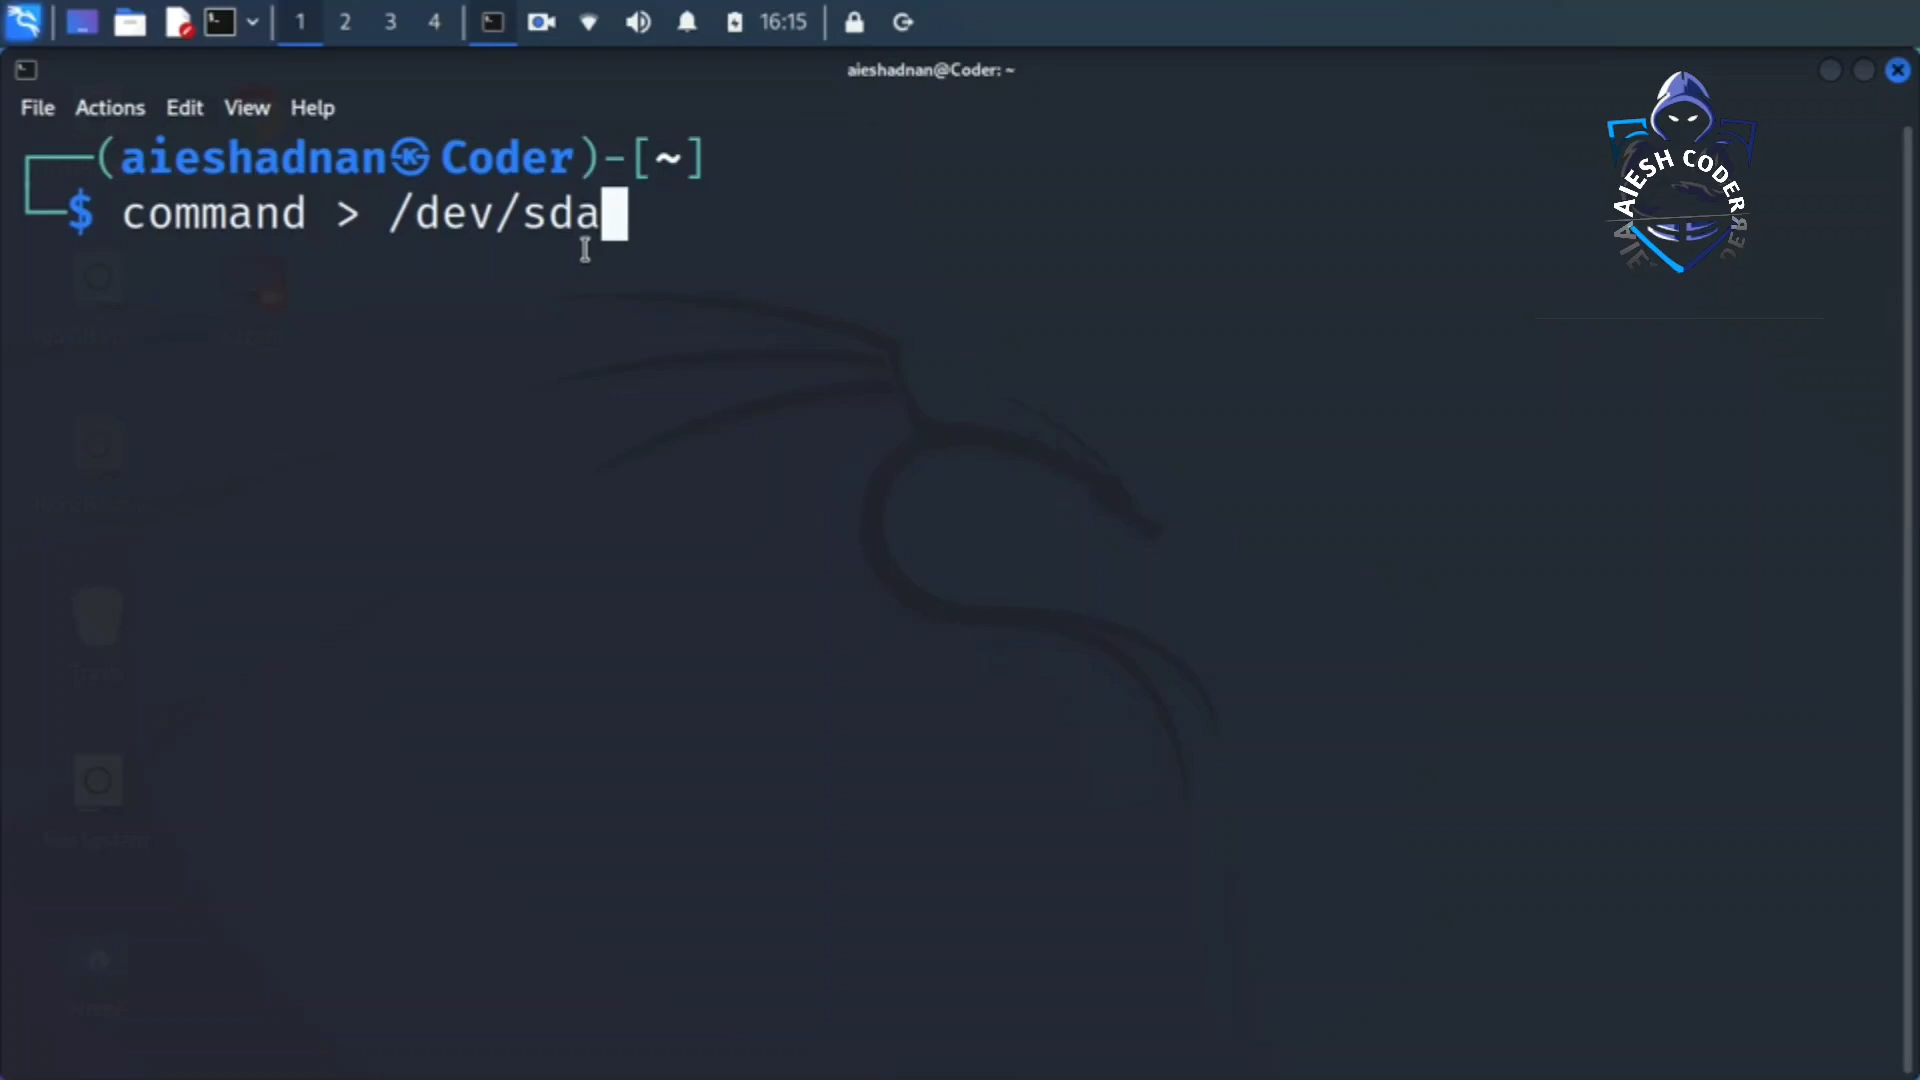 1 2 3 4 16:15
aieshadnan@Coder: ~
File Actions Edit View Help
(aieshadnan㉿Coder)-[~]
$ command > /dev/sda
AIESH CODER